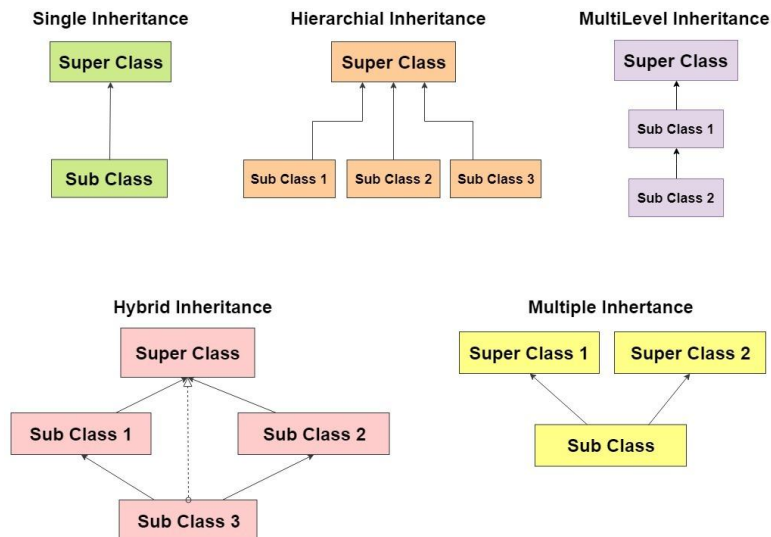 Single Inheritance
Super Class
Sub Class
Hierarchial Inheritance
Super Class
Sub Class 1
Sub Class 2
Sub Class 3
MultiLevel Inheritance
Super Class
Sub Class 1
Sub Class 2
Hybrid Inheritance
Super Class
Sub Class 1
Sub Class 2
Sub Class 3
Multiple Inhertance
Super Class 1
Super Class 2
Sub Class